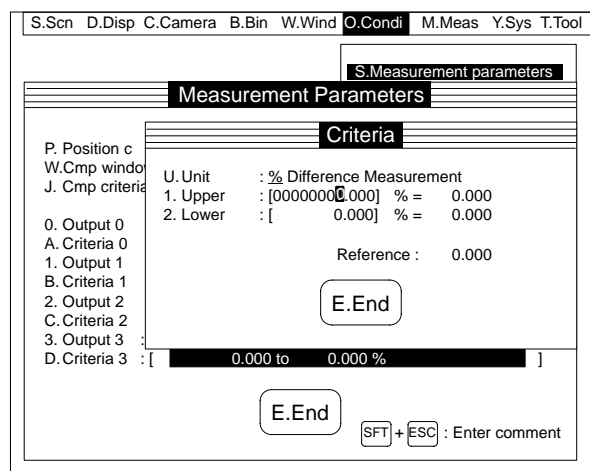 S.Scn D.Disp C.Camera B.Bin W.Wind O.Condi M.Meas Y.Sys T.Tool
S.Measurement parameters
Measurement Parameters
Criteria
P. Position c
W.Cmp windo
J. Cmp criteria
0. Output 0
A. Criteria 0
1. Output 1
B. Criteria 1
2. Output 2
C. Criteria 2
3. Output 3 :
D. Criteria 3 : [ 0.000 to 0.000 % ]
U. Unit : % Difference Measurement
1. Upper : [00000000.000] % = 0.000
2. Lower : [ 0.000] % = 0.000
Reference : 0.000
E.End
E.End
SFT + ESC : Enter comment